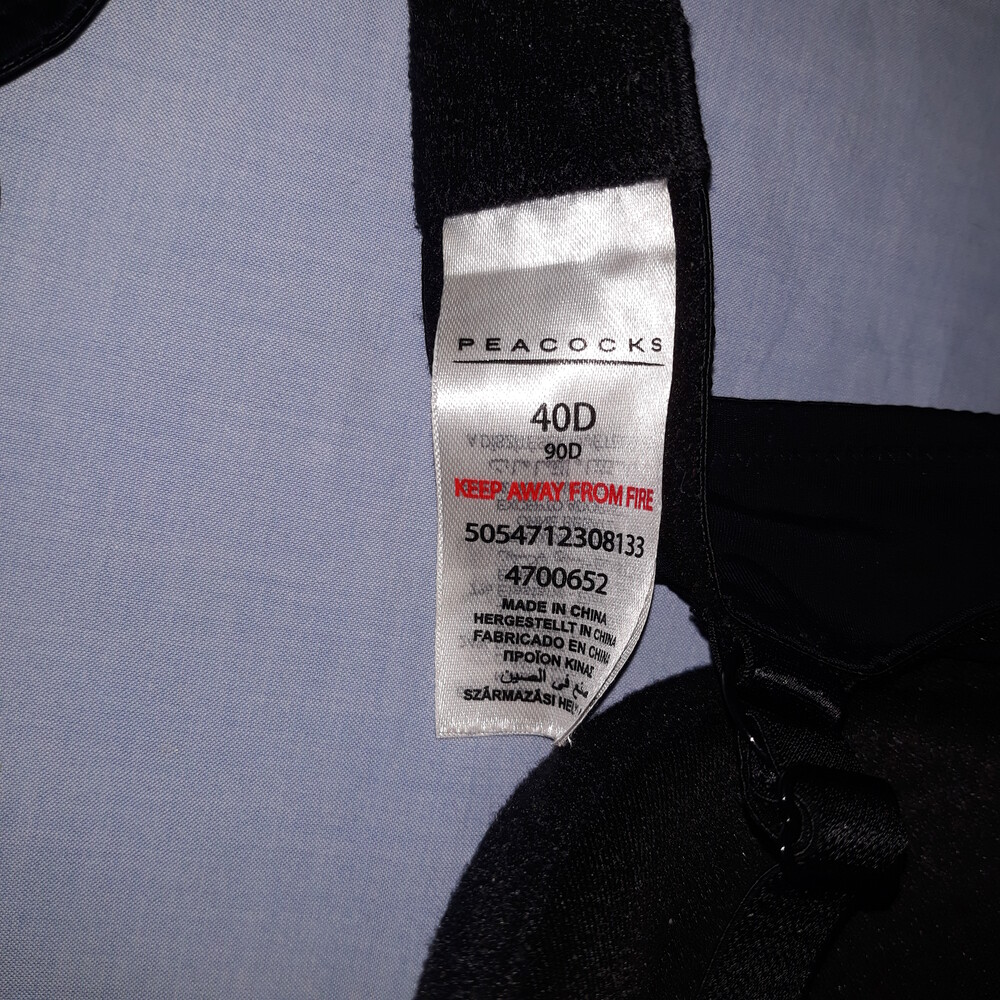 PEACOCKS
40D
90D
KEEP AWAY FROM FIRE
5054712308133
4700652
MADE IN CHINA
HERGESTELLT IN CHINA
FABRICADO EN CHINA
ΠΡΟΪΟΝ ΚΙΝΑΣ
صنع في الصين
SZÁRMAZÁSI